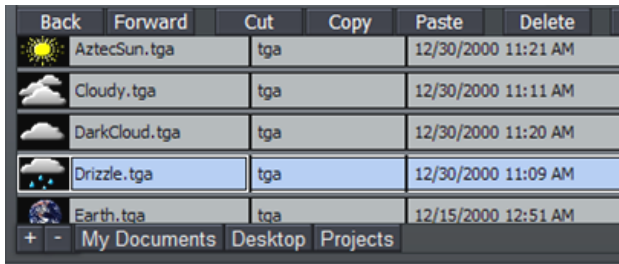 Back Forward Cut Copy Paste Delete
AztecSun.tga tga 12/30/2000 11:21 AM
Cloudy.tga tga 12/30/2000 11:11 AM
DarkCloud.tga tga 12/30/2000 11:20 AM
Drizzle.tga tga 12/30/2000 11:09 AM
Earth.tga tga 12/15/2000 12:51 AM
+ - My Documents Desktop Projects